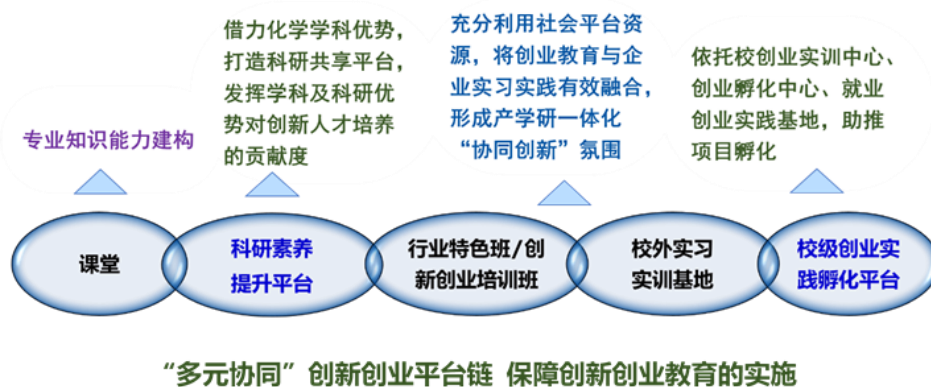 专业知识能力建构
借力化学学科优势，
打造科研共享平台，
发挥学科及科研优
势对创新人才培养
的贡献度
充分利用社会平台资
源，将创业教育与企
业实习实践有效融合，
形成产学研一体化
“协同创新”氛围
依托校创业实训中心、
创业孵化中心、就业
创业实践基地，助推
项目孵化
课堂
科研素养
提升平台
行业特色班/创
新创业培训班
校外实习
实训基地
校级创业实
践孵化平台
“多元协同”创新创业平台链 保障创新创业教育的实施